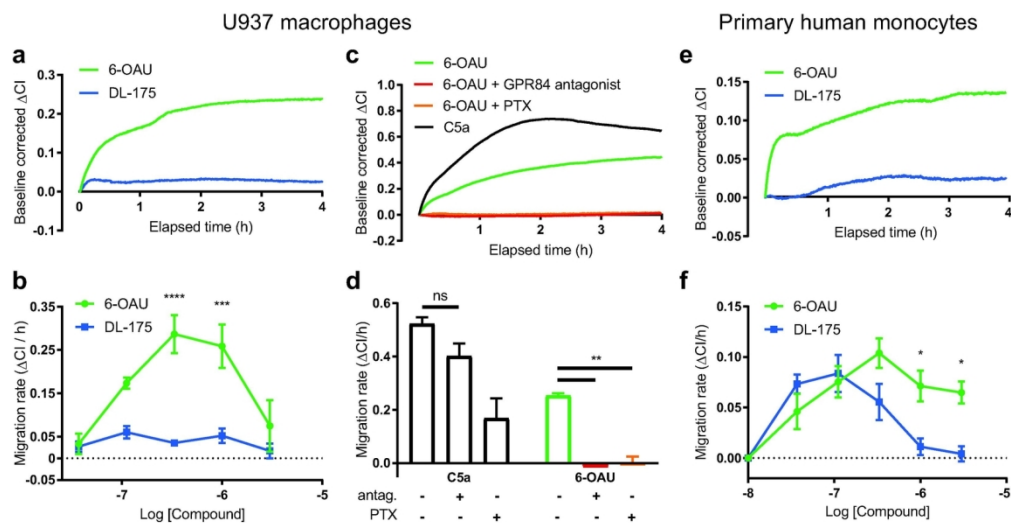 U937 macrophages
Primary human monocytes
a
6-OAU
DL-175
Baseline corrected ΔCI
0.3
0.2
0.1
0.0
-0.1
0 1 2 3 4
Elapsed time (h)
c
6-OAU
6-OAU + GPR84 antagonist
6-OAU + PTX
C5a
Baseline corrected ΔCI
1.0
0.8
0.6
0.4
0.2
0.0
-0.2
1 2 3 4
Elapsed time (h)
e
6-OAU
DL-175
Baseline corrected ΔCI
0.15
0.10
0.05
0.00
-0.05
1 2 3 4
Elapsed time (h)
b
6-OAU
DL-175
**** ***
Migration rate (ΔCI / h)
0.35
0.25
0.15
0.05
0
-0.05
-7 -6 -5
Log [Compound]
d
ns
**
Migration rate (ΔCI/h)
0.6
0.4
0.2
0.0
C5a 6-OAU
antag. - + - - + -
PTX - - + - - +
f
6-OAU
DL-175
* *
Migration rate (ΔCI/h)
0.15
0.10
0.05
0.00
-8 -7 -6 -5
Log [Compound]